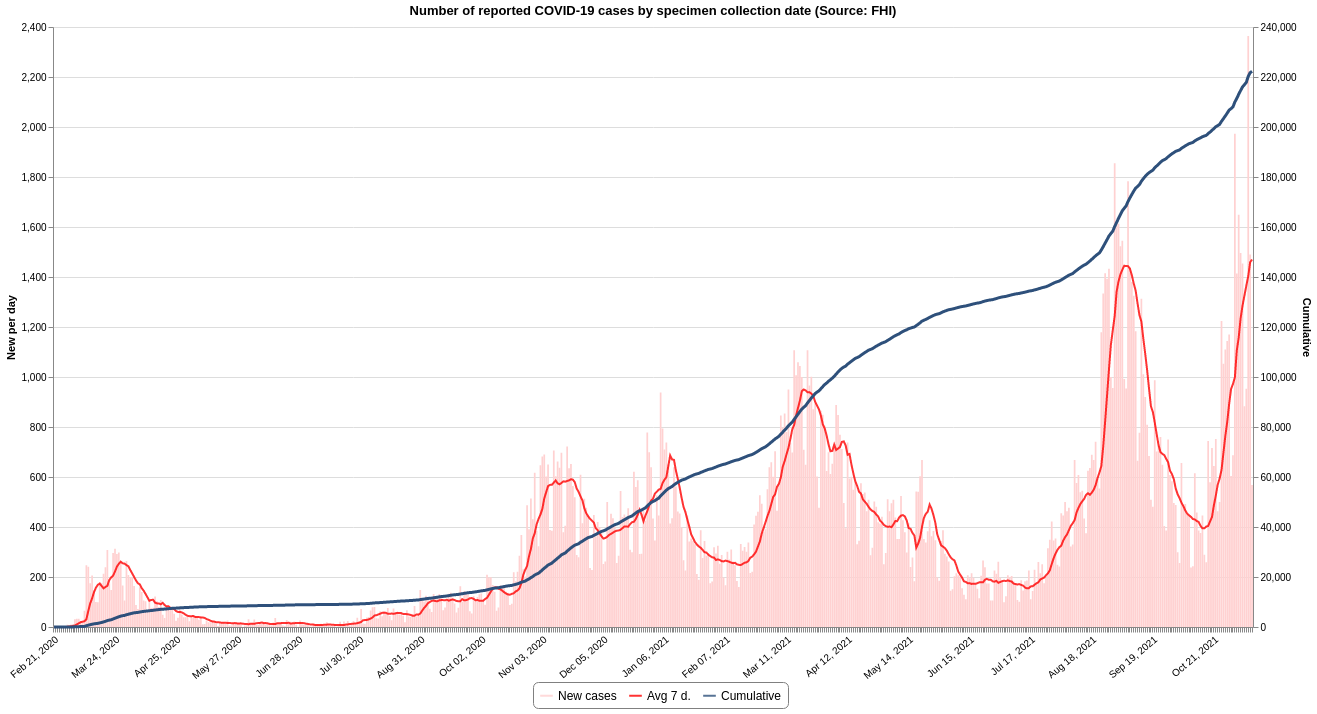 Number of reported COVID-19 cases by specimen collection date (Source: FHI)
2,400
2,200
2,000
1,800
1,600
1,400
1,200
1,000
800
600
400
200
0
New per day
240,000
220,000
200,000
180,000
160,000
140,000
120,000
100,000
80,000
60,000
40,000
20,000
0
Cumulative
Feb 21, 2020
Mar 24, 2020
Apr 25, 2020
May 27, 2020
Jun 28, 2020
Jul 30, 2020
Aug 31, 2020
Oct 02, 2020
Nov 03, 2020
Dec 05, 2020
Jan 06, 2021
Feb 07, 2021
Mar 11, 2021
Apr 12, 2021
May 14, 2021
Jun 15, 2021
Jul 17, 2021
Aug 18, 2021
Sep 19, 2021
Oct 21, 2021
New cases Avg 7 d. Cumulative